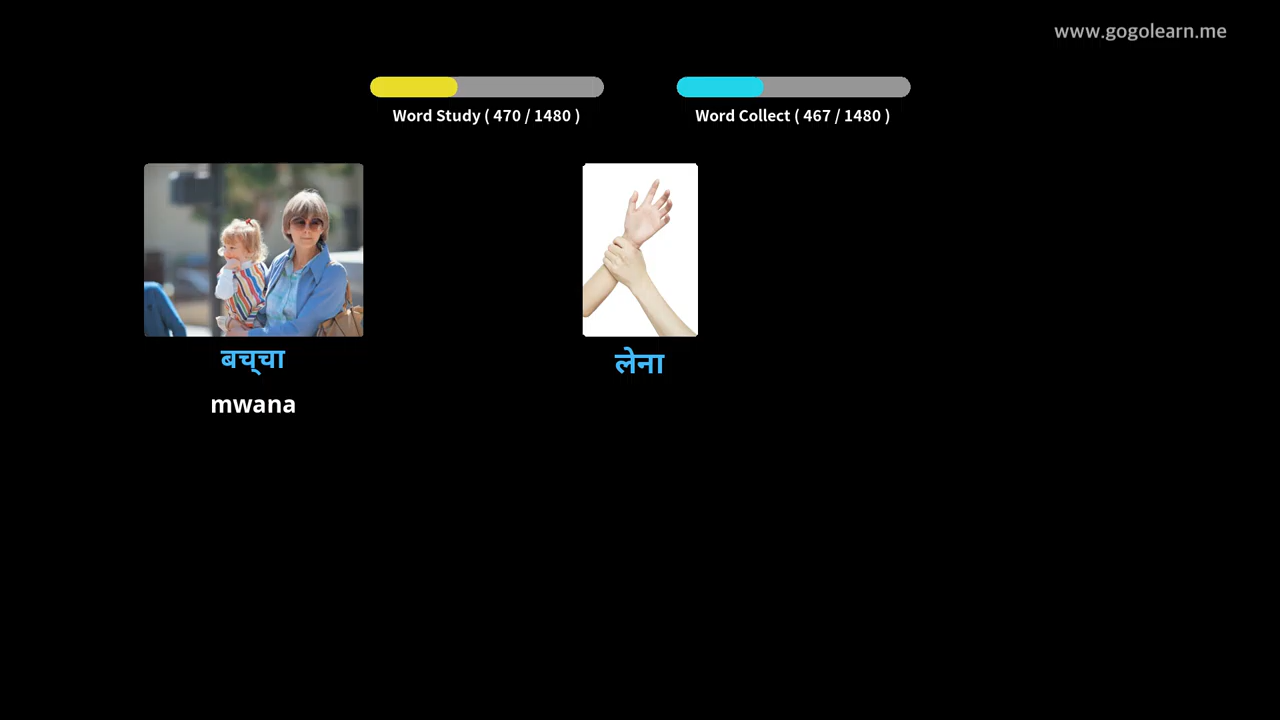 www.gogolearn.me
Word Study ( 470 / 1480 )
Word Collect ( 467 / 1480 )
बच्चा
लेना
mwana